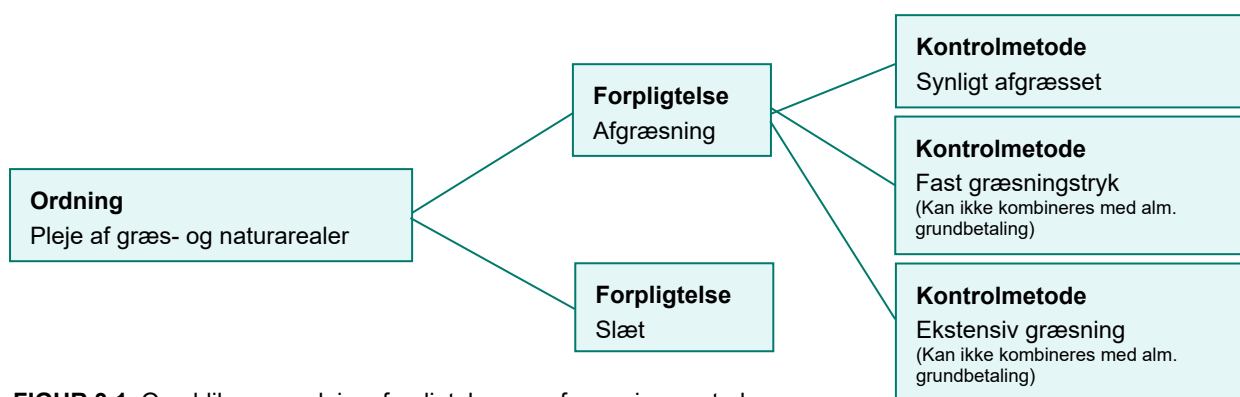 Ordning
Pleje af græs- og naturarealer
Forpligtelse
Afgræsning
Forpligtelse
Slæt
Kontrolmetode
Synligt afgræsset
Kontrolmetode
Fast græsningstryk
(Kan ikke kombineres med alm.
grundbetaling)
Kontrolmetode
Ekstensiv græsning
(Kan ikke kombineres med alm.
grundbetaling)